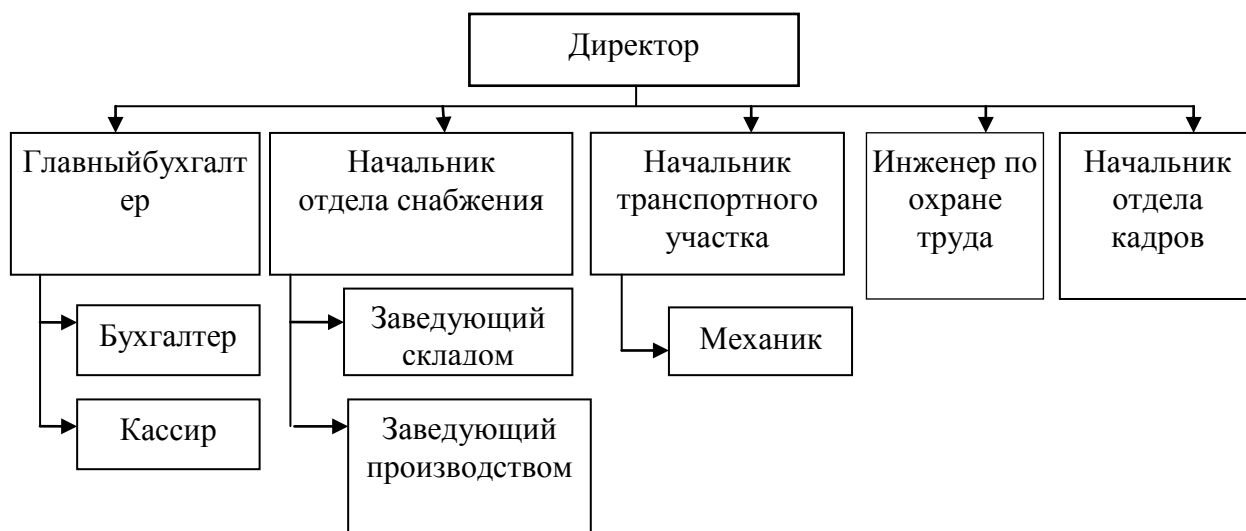 Директор
Главныйбухгалт
ер
Начальник
отдела снабжения
Начальник
транспортного
участка
Инженер по
охране
труда
Начальник
отдела
кадров
Бухгалтер
Заведующий
складом
Механик
Кассир
Заведующий
производством